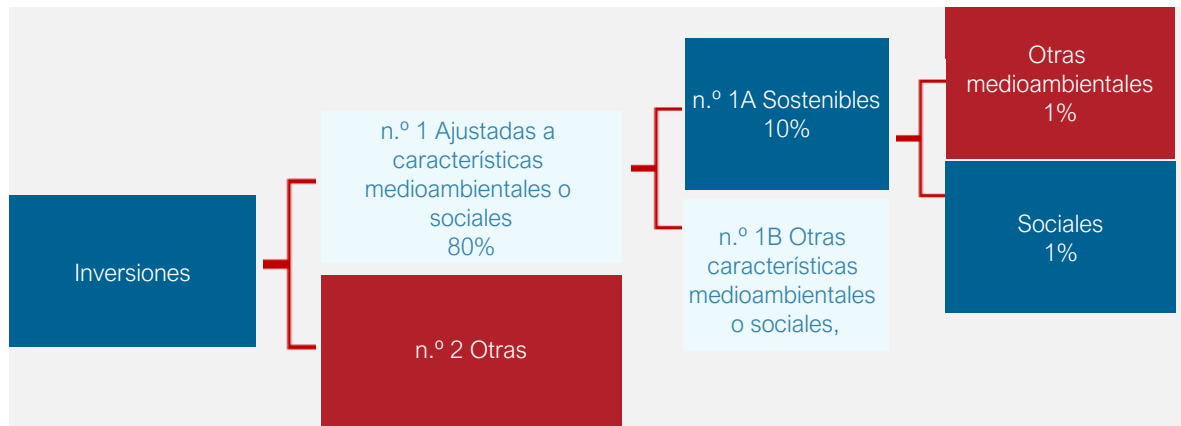 Inversiones
n.º 1 Ajustadas a
características
medioambientales o
sociales
80%
n.º 2 Otras
n.º 1A Sostenibles
10%
n.º 1B Otras
características
medioambientales
o sociales,
Otras
medioambientales
1%
Sociales
1%